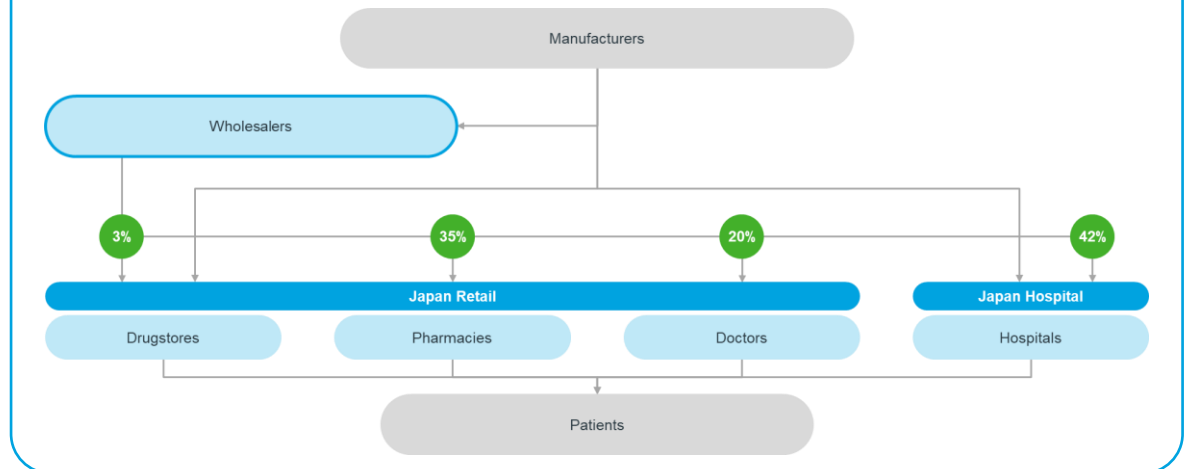 Manufacturers
Wholesalers
3%
35%
20%
42%
Japan Retail
Japan Hospital
Drugstores
Pharmacies
Doctors
Hospitals
Patients